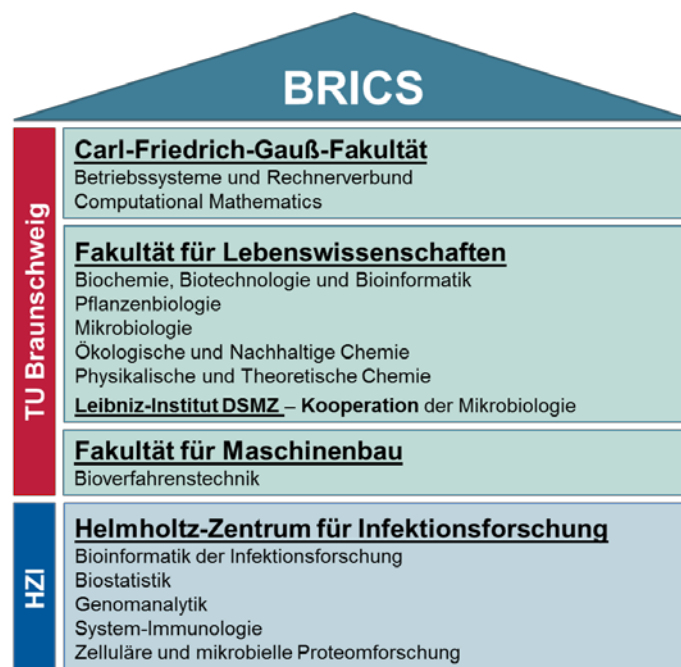 BRICS
TU Braunschweig
Carl-Friedrich-Gauß-Fakultät
Betriebssysteme und Rechnerverbund
Computational Mathematics
Fakultät für Lebenswissenschaften
Biochemie, Biotechnologie und Bioinformatik
Pflanzenbiologie
Mikrobiologie
Ökologische und Nachhaltige Chemie
Physikalische und Theoretische Chemie
Leibniz-Institut DSMZ – Kooperation der Mikrobiologie
Fakultät für Maschinenbau
Bioverfahrenstechnik
HZI
Helmholtz-Zentrum für Infektionsforschung
Bioinformatik der Infektionsforschung
Biostatistik
Genomanalytik
System-Immunologie
Zelluläre und mikrobielle Proteomforschung